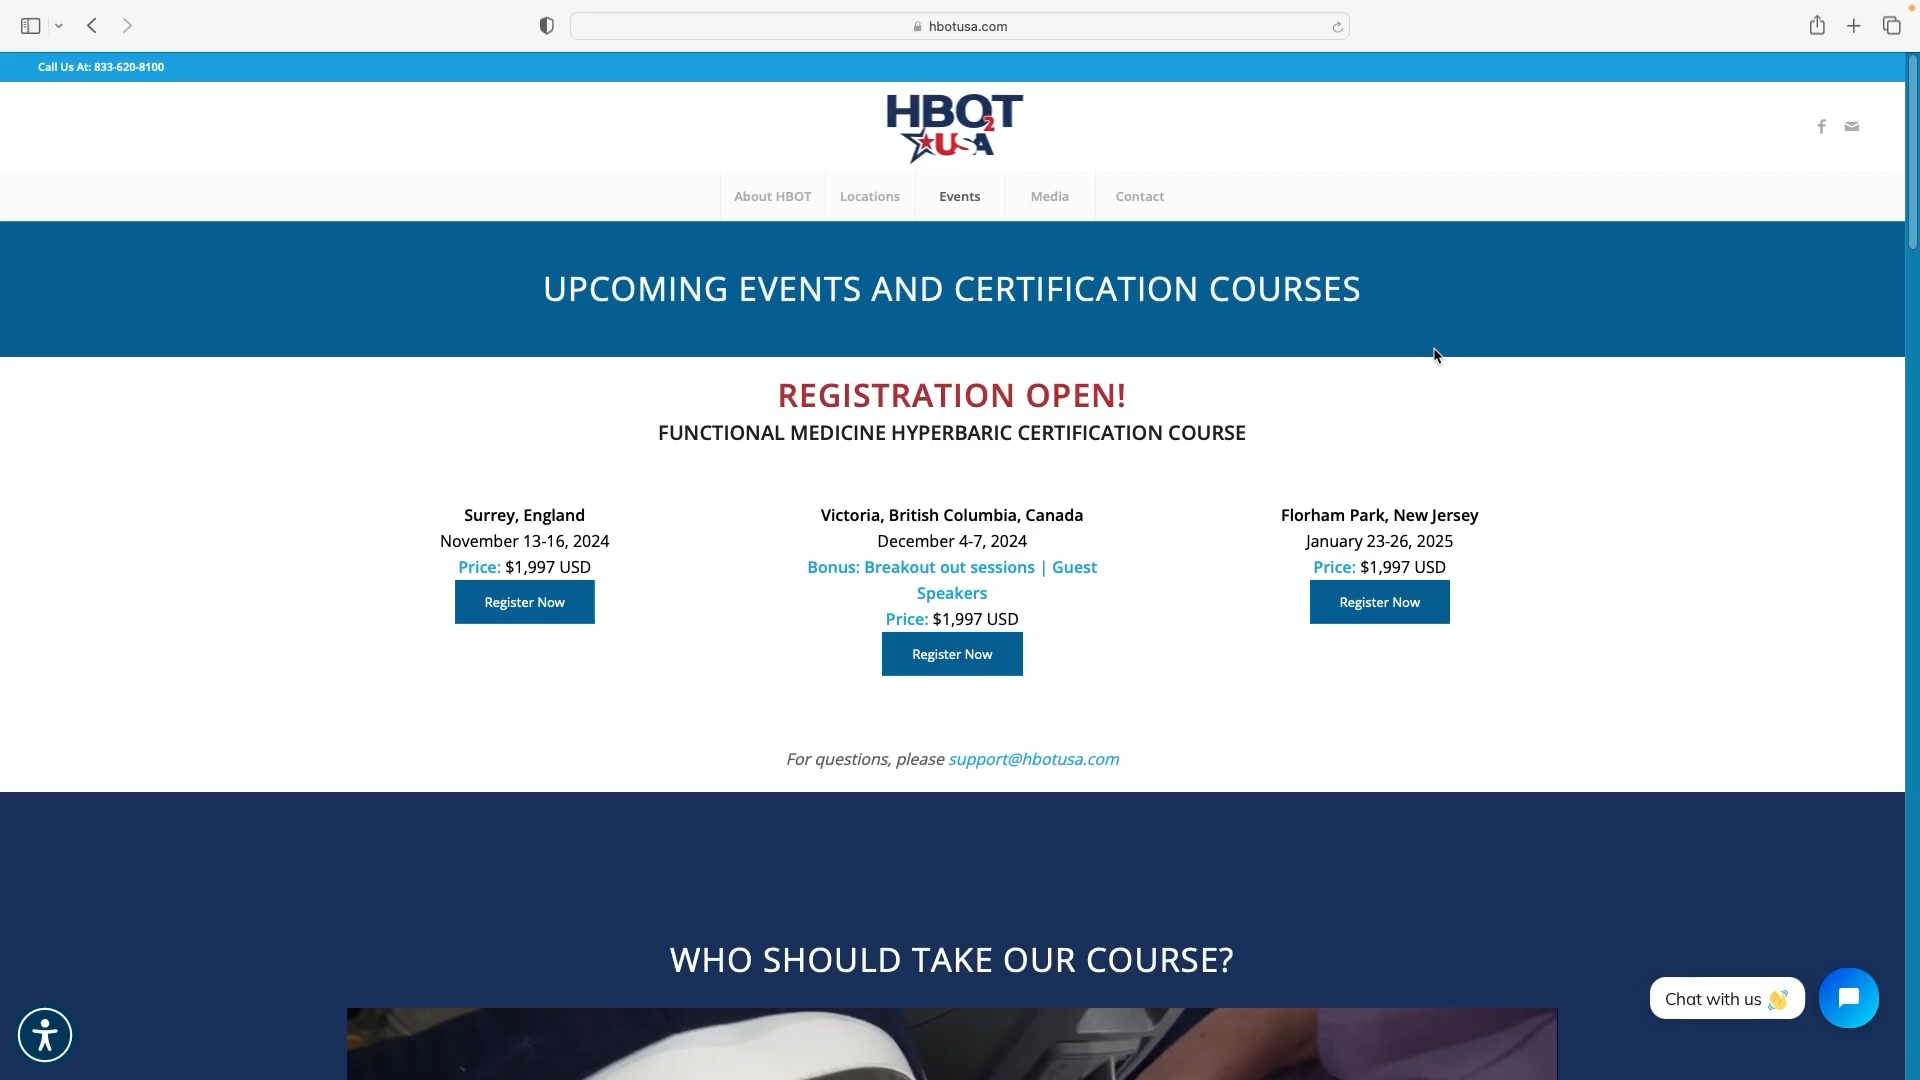 hbotusa.com
Call Us At: 833-620-8100
HBOT
2
USA
About HBOT
Locations
Events
Media
Contact
UPCOMING EVENTS AND CERTIFICATION COURSES
REGISTRATION OPEN!
FUNCTIONAL MEDICINE HYPERBARIC CERTIFICATION COURSE
Surrey, England
November 13-16, 2024
Price: $1,997 USD
Register Now
Victoria, British Columbia, Canada
December 4-7, 2024
Bonus: Breakout out sessions | Guest
Speakers
Price: $1,997 USD
Register Now
Florham Park, New Jersey
January 23-26, 2025
Price: $1,997 USD
Register Now
For questions, please support@hbotusa.com
WHO SHOULD TAKE OUR COURSE?
Chat with us 👋